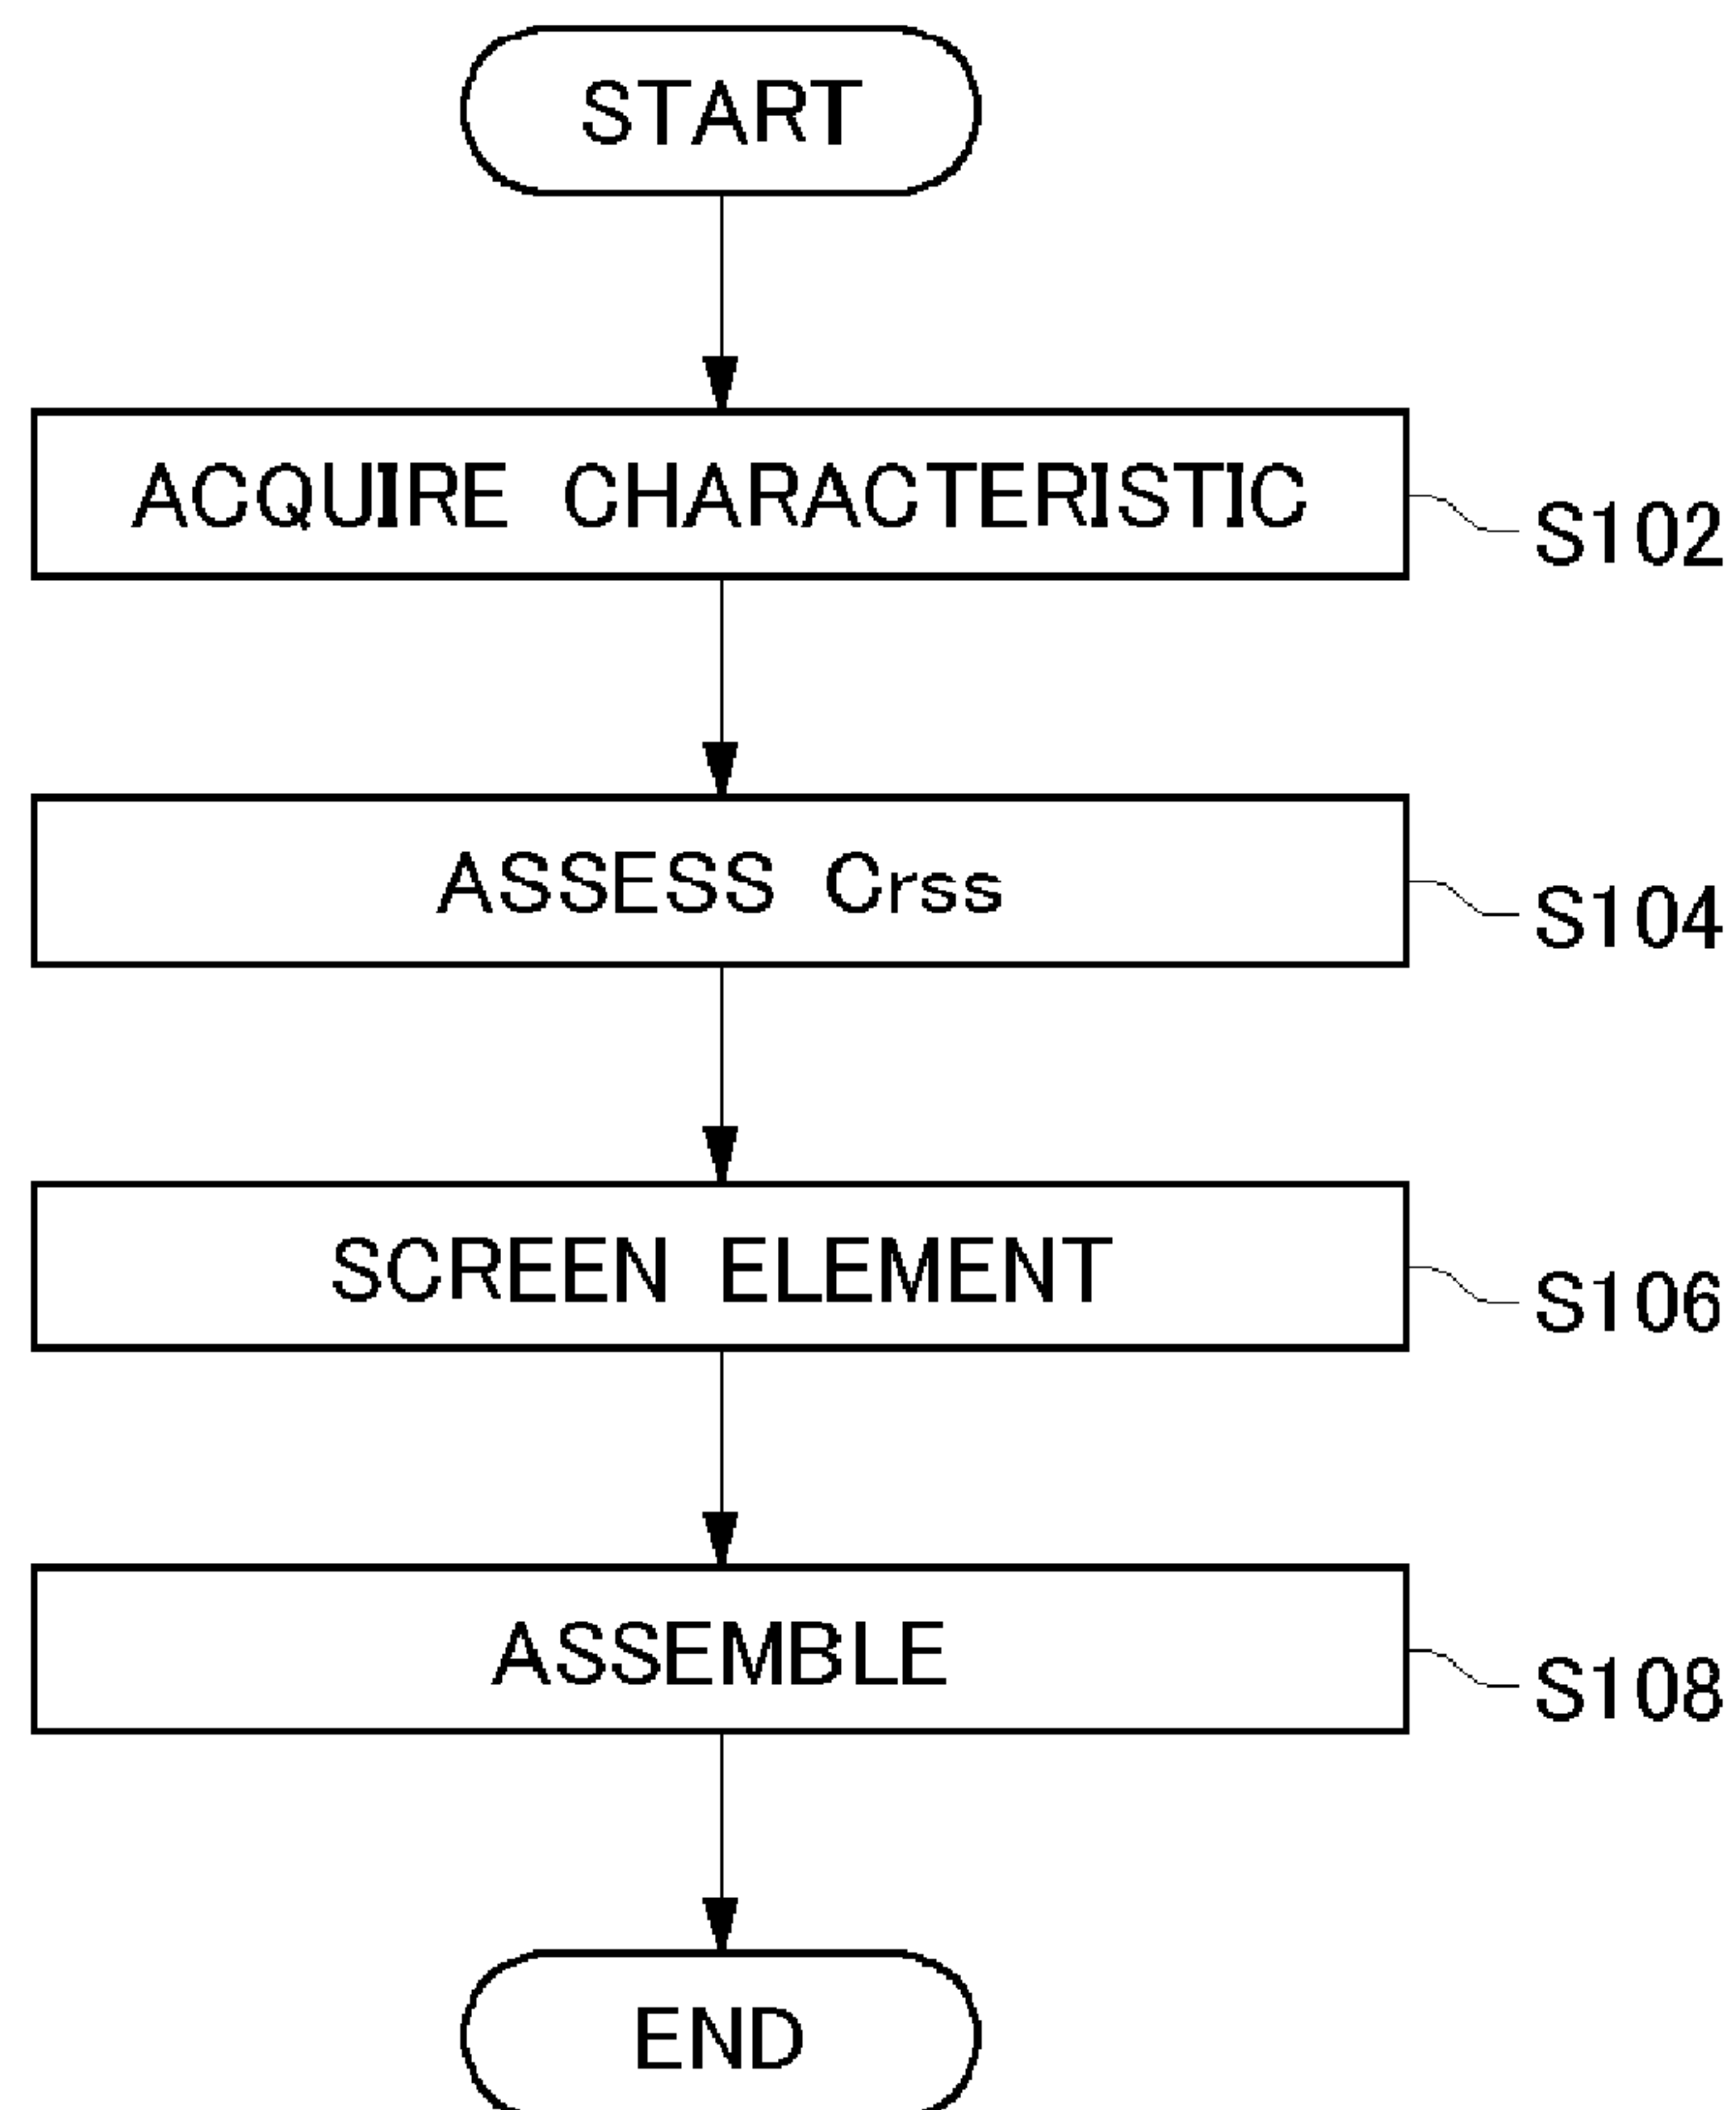 START
ACQUIRE CHARACTERISTIC
S102
ASSESS Crss
S104
SCREEN ELEMENT
S106
ASSEMBLE
S108
END